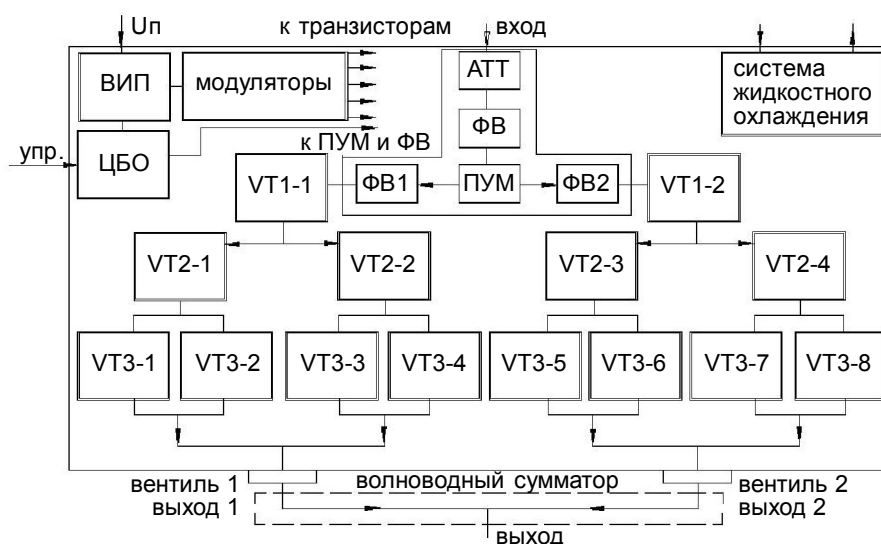 Uп
к транзисторам
вход
ВИП
модуляторы
АТТ
система
жидкостного
охлаждения
ФВ
упр.
ЦБО
к ПУМ и ФВ
VT1-1
ФВ1
ПУМ
ФВ2
VT1-2
VT2-1
VT2-2
VT2-3
VT2-4
VT3-1
VT3-2
VT3-3
VT3-4
VT3-5
VT3-6
VT3-7
VT3-8
вентиль 1
волноводный сумматор
вентиль 2
выход 1
выход 2
выход